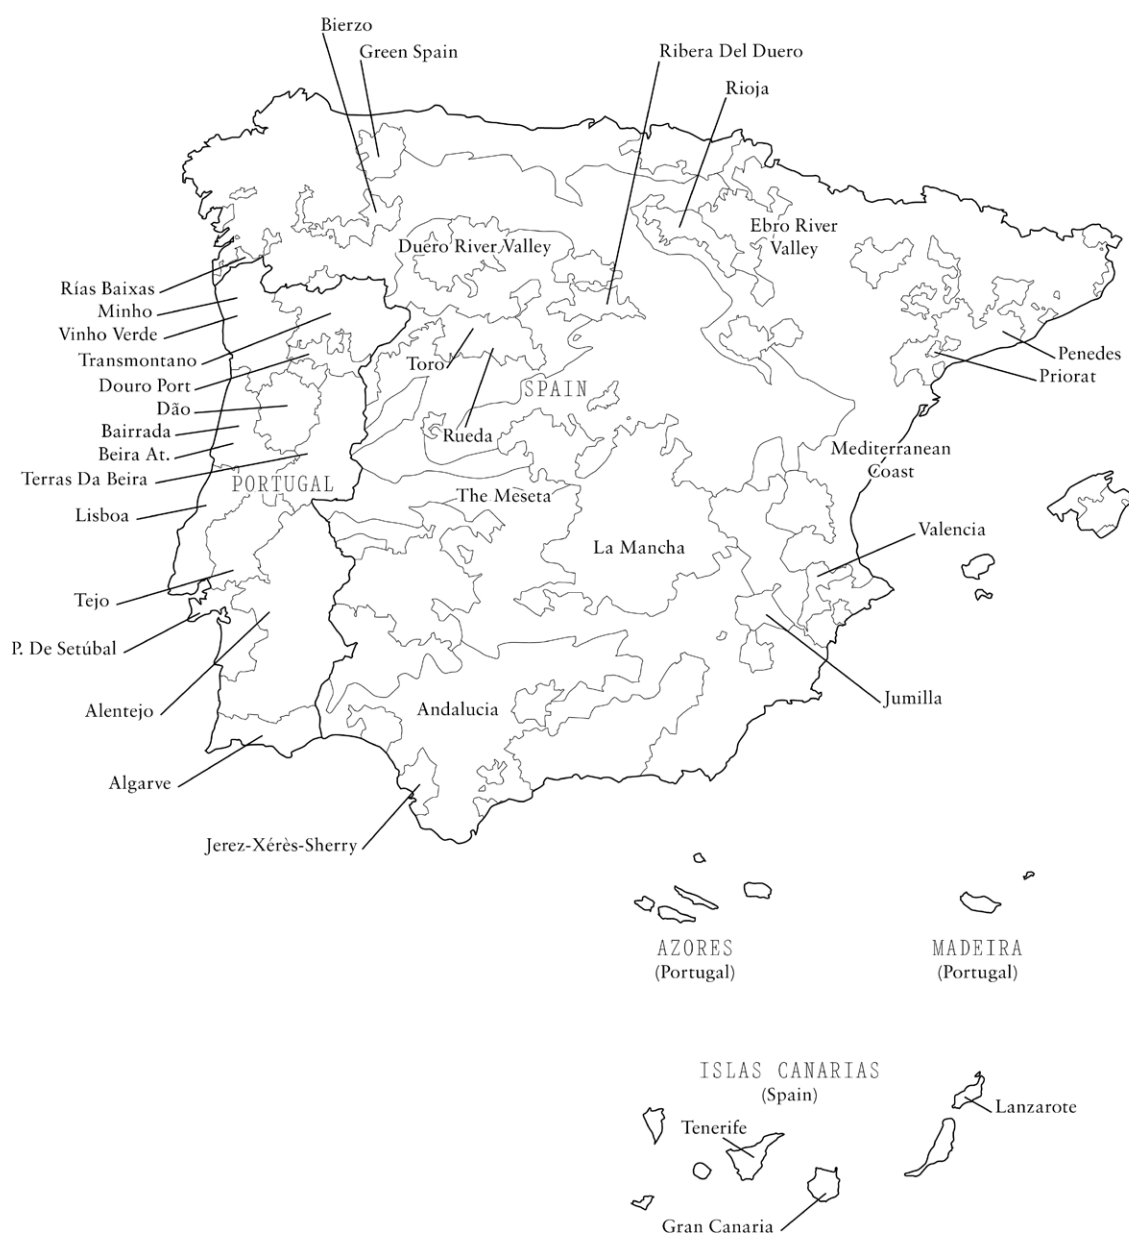 Bierzo
Green Spain
Ribera Del Duero
Rioja
Duero River Valley
Ebro River
Valley
Rías Baixas
Minho
Vinho Verde
Transmontano
Douro Port
Dão
Bairrada
Beira At.
Terras Da Beira
PORTUGAL
Lisboa
Tejo
P. De Setúbal
Alentejo
Algarve
Toro
SPAIN
Rueda
The Meseta
La Mancha
Andalucia
Jerez-Xérès-Sherry
Penedes
Priorat
Mediterranean
Coast
Valencia
Jumilla
AZORES
(Portugal)
MADEIRA
(Portugal)
ISLAS CANARIAS
(Spain)
Tenerife
Lanzarote
Gran Canaria